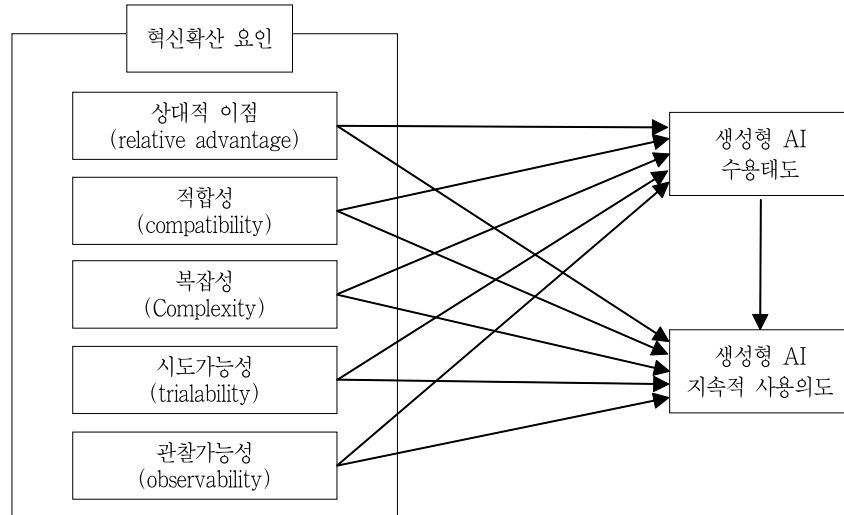 혁신확산 요인
상대적 이점
(relative advantage)
적합성
(compatibility)
복잡성
(Complexity)
시도가능성
(trialability)
관찰가능성
(observability)
생성형 AI
수용태도
생성형 AI
지속적 사용의도